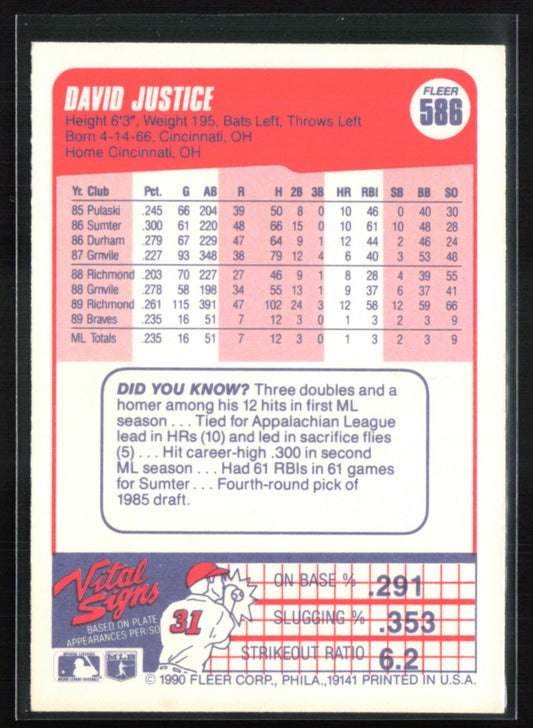 DAVID JUSTICE
FLEER
586
Height 6'3", Weight 195, Bats Left, Throws Left
Born 4-14-66, Cincinnati, OH
Home Cincinnati, OH
Yr. Club Pct. G AB R H 2B 3B HR RBI SB BB SO
85 Pulaski .245 66 204 39 50 8 0 10 46 0 40 30
86 Sumter .300 61 220 48 66 15 0 10 61 10 48 28
86 Durham .279 67 229 47 64 9 1 12 44 2 46 24
87 Grnvile .227 93 348 38 79 12 4 6 40 3 53 48
88 Richmond .203 70 227 27 46 9 1 8 28 4 39 55
88 Grnvile .278 58 198 34 55 13 1 9 37 6 37 41
89 Richmond .261 115 391 47 102 24 3 12 58 12 59 66
89 Braves .235 16 51 7 12 3 0 1 3 2 3 9
ML Totals .235 16 51 7 12 3 0 1 3 2 3 9
DID YOU KNOW? Three doubles and a
homer among his 12 hits in first ML
season . . . Tied for Appalachian League
lead in HRs (10) and led in sacrifice flies
(5) . . . Hit career-high .300 in second
ML season . . . Had 61 RBIs in 61 games
for Sumter . . . Fourth-round pick of
1985 draft.
Vital
Signs
BASED ON PLATE
APPEARANCES PER/SO
31
ON BASE % .291
SLUGGING % .353
STRIKEOUT RATIO 6.2
MLB
© 1990 FLEER CORP., PHILA., 19141 PRINTED IN U.S.A.